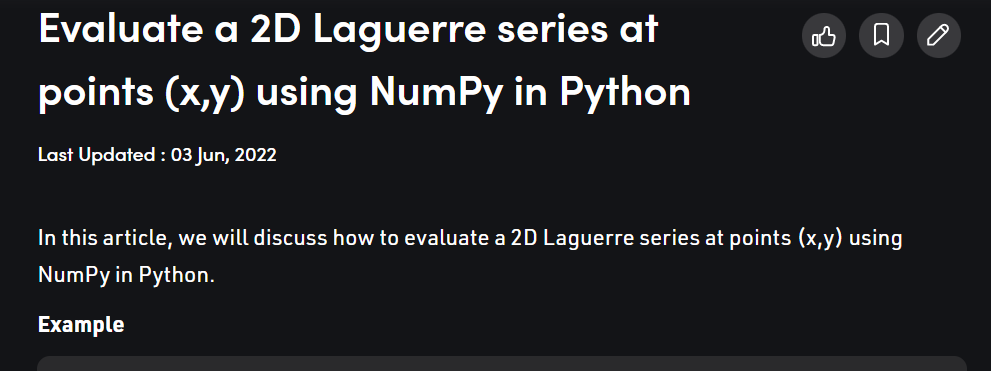 Evaluate a 2D Laguerre series at
points (x,y) using NumPy in Python
Last Updated : 03 Jun, 2022
In this article, we will discuss how to evaluate a 2D Laguerre series at points (x,y) using
NumPy in Python.
Example